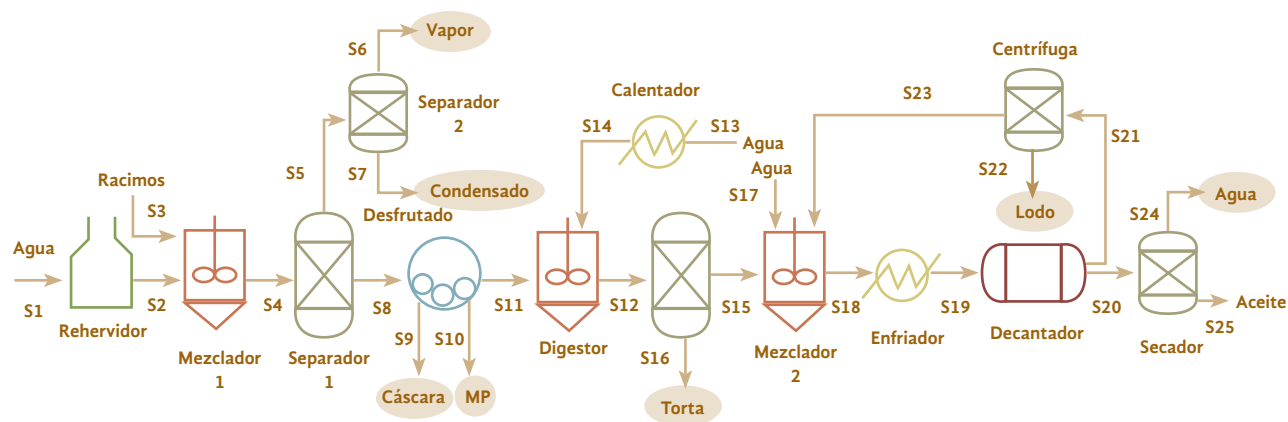 Vapor
S6
Centrífuga
Separador
2
Calentador
S23
S14
S13
Agua
S21
S5
S7
Agua
S22
Racimos
S3
Condensado
S17
Agua
Desfrutado
Lodo
S24
Agua
S1
S2
S4
S8
S11
S12
S15
S18
S19
S20
Aceite
S25
Rehervidor
S9
S10
Digestor
S16
Enfriador
Decantador
Secador
Mezclador
1
Separador
1
Mezclador
2
Cáscara
MP
Torta